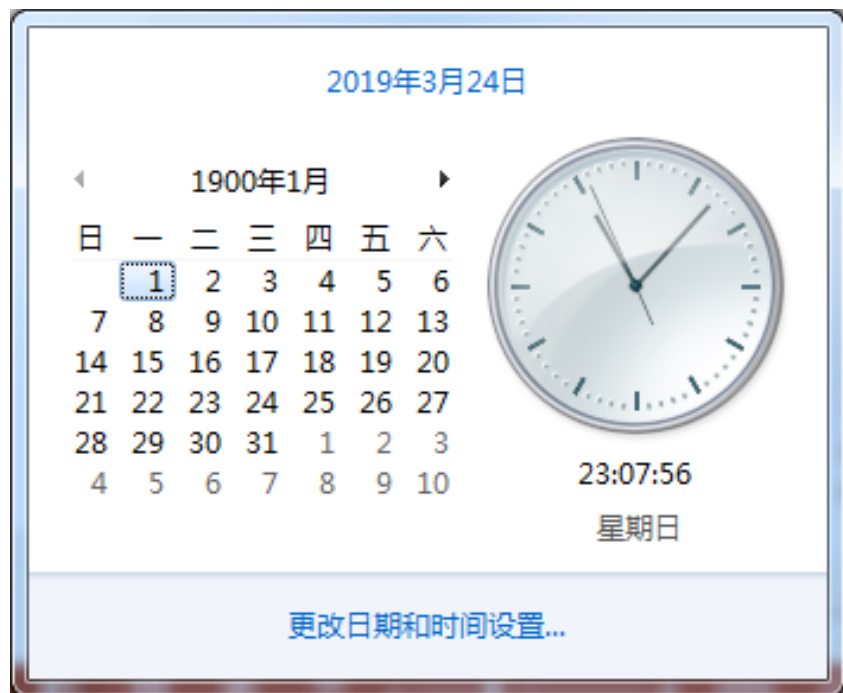 2019年3月24日
1900年1月
日 一 二 三 四 五 六
1 2 3 4 5 6
7 8 9 10 11 12 13
14 15 16 17 18 19 20
21 22 23 24 25 26 27
28 29 30 31 1 2 3
4 5 6 7 8 9 10
23:07:56
星期日
更改日期和时间设置...